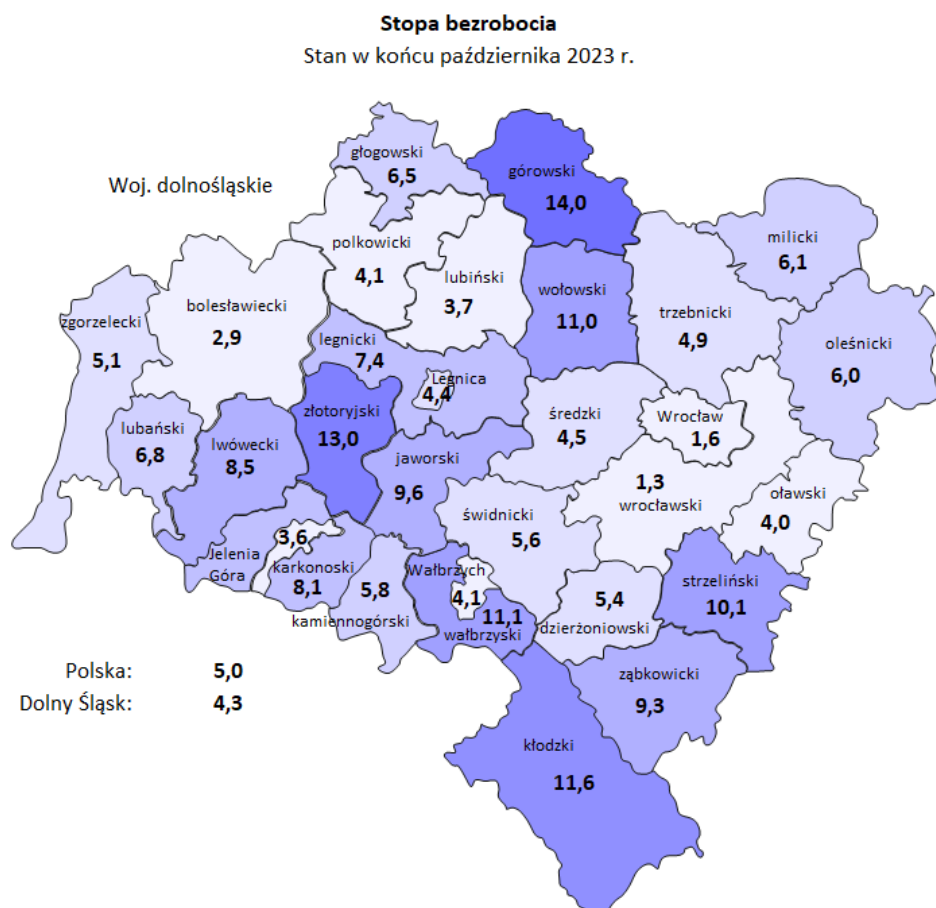 Stopa bezrobocia
Stan w końcu października 2023 r.
Woj. dolnośląskie
głogowski
6,5
górowski
14,0
milicki
6,1
polkowicki
4,1
lubiński
3,7
wołowski
11,0
trzebnicki
4,9
oleśnicki
6,0
zgorzelecki
5,1
bolesławiecki
2,9
legnicki
7,4
Legnica
4,4
złotoryjski
13,0
średzki
4,5
Wrocław
1,6
lubański
6,8
lwówecki
8,5
jaworski
9,6
1,3
wrocławski
oławski
4,0
świdnicki
5,6
3,6
Jelenia
Góra
karkonoski
8,1
5,8
kamiennogórski
Wałbrzych
4,1
11,1
wałbrzyski
5,4
dzierżoniowski
strzeliński
10,1
ząbkowicki
9,3
kłodzki
11,6
Polska: 5,0
Dolny Śląsk: 4,3